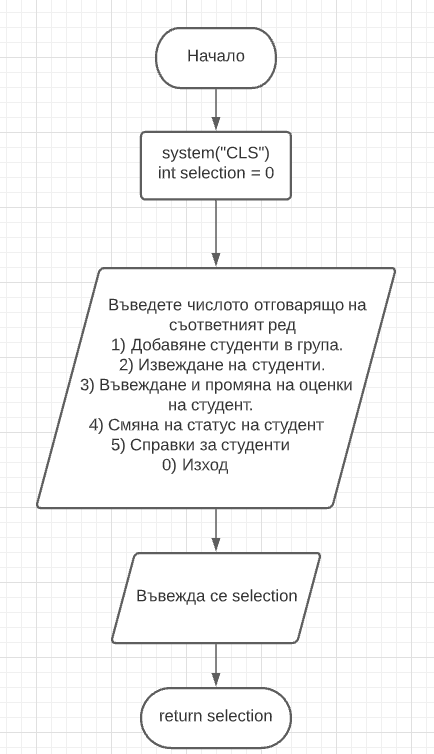 Начало
system("CLS")
int selection = 0
Въведете числото отговарящо на
съответният ред
1) Добавяне студенти в група.
2) Извеждане на студенти.
3) Въвеждане и промяна на оценки
на студент.
4) Смяна на статус на студент
5) Справки за студенти
0) Изход
Въвежда се selection
return selection